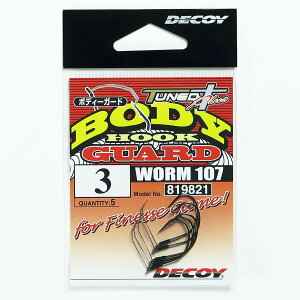 DECOY
TUNED Plus
ボディーガード
BODY
HOOK
GUARD
3
QUANTITY:5
WORM 107
Model No. 819821
for Finesse Game!
DECOY